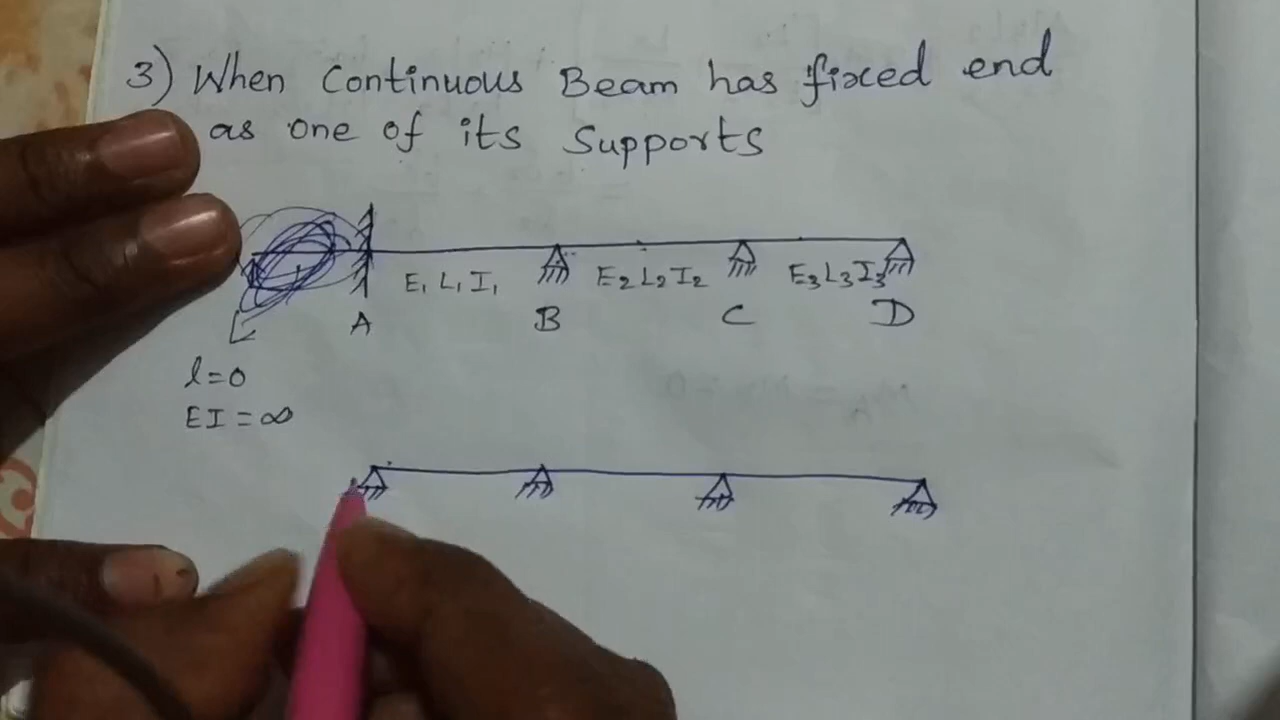 3) When Continuous Beam has fixed end
as one of its Supports
E₁ L₁ I₁ E₂ L₂ I₂ E₃ L₃ I₃
A B C D
l=0
EI=∞